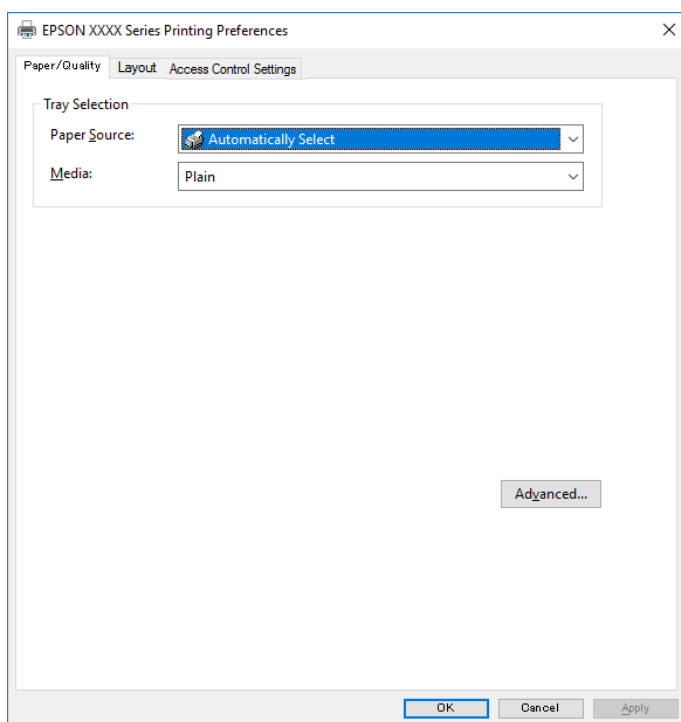 EPSON XXXX Series Printing Preferences
Paper/Quality Layout Access Control Settings
Tray Selection
Paper Source: Automatically Select
Media: Plain
Advanced...
OK Cancel Apply